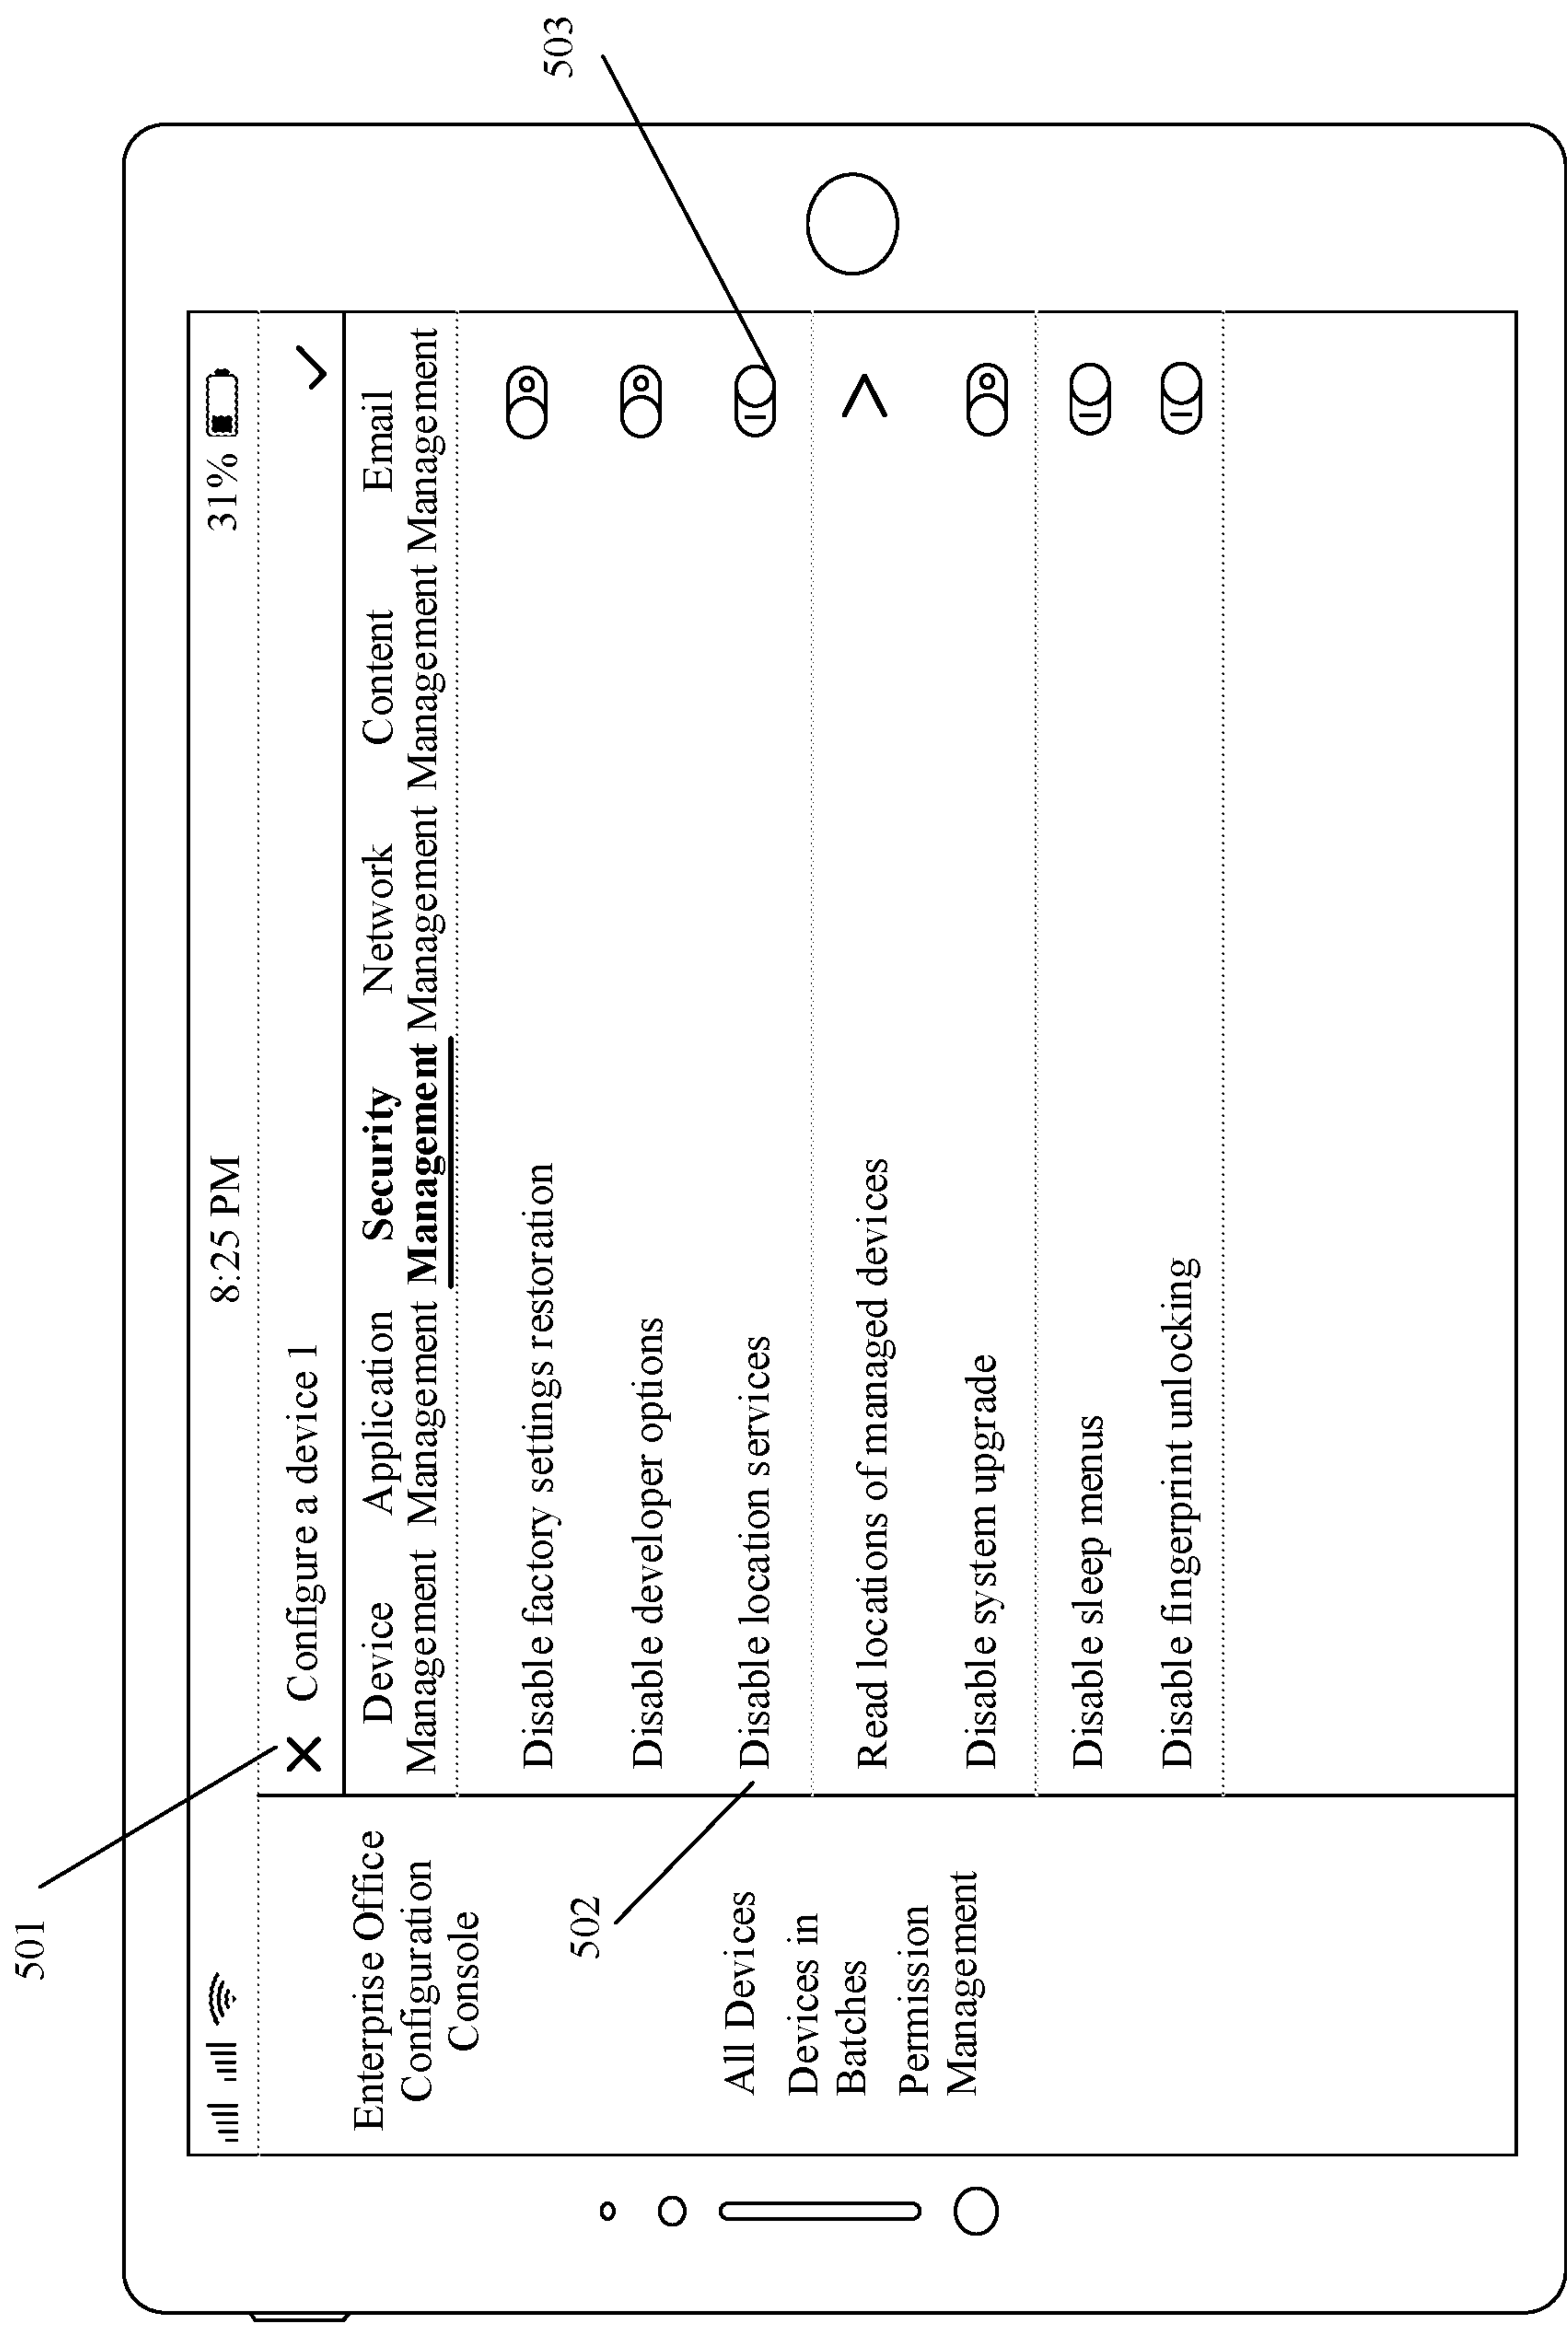 501
503
8:25 PM
31%
Enterprise Office
Configuration
Console
502
All Devices
Devices in
Batches
Permission
Management
Configure a device 1
Device
Management
Application
Management
Security
Management
Network
Management
Content
Management
Email
Management
Disable factory settings restoration
Disable developer options
Disable location services
Read locations of managed devices
Disable system upgrade
Disable sleep menus
Disable fingerprint unlocking